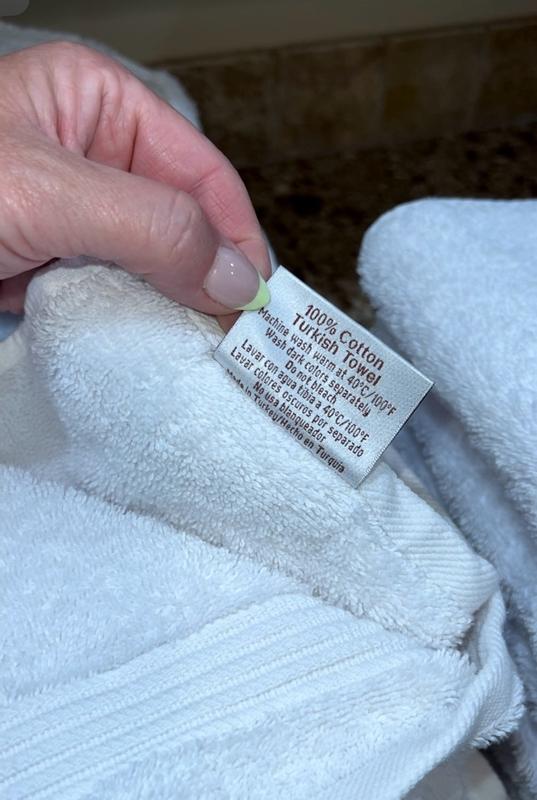 100% Cotton
Turkish Towel
Machine wash warm at 40°C/100°F
Wash dark colors separately
Do not bleach
Lavar con agua tibia a 40°C/100°F
Lavar colores oscuros por separado
No usa blanqueador
Made in Turkey/Hecho en Turquia